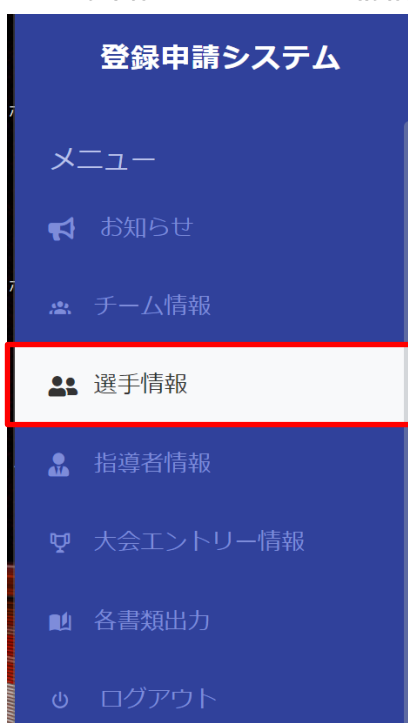 登録申請システム
メニュー
お知らせ
チーム情報
選手情報
指導者情報
大会エントリー情報
各書類出力
ログアウト